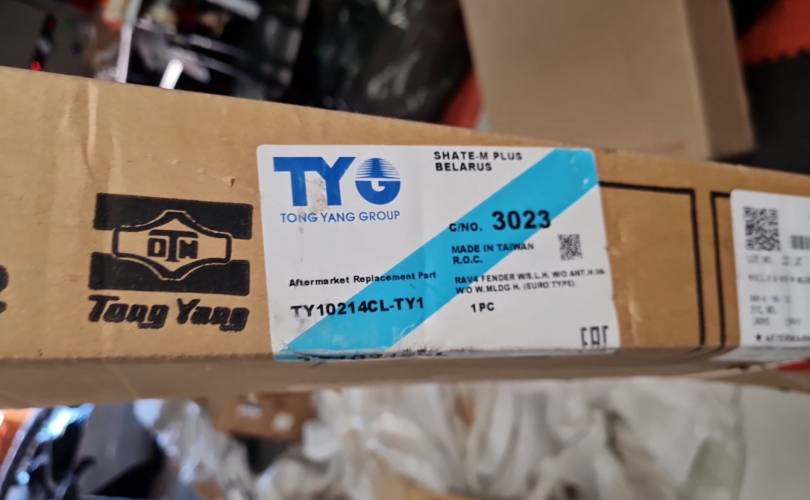 OTM
Tong Yang
TYG
TONG YANG GROUP
SHATE-M PLUS
BELARUS
C/NO. 3023
MADE IN TAIWAN
R.O.C.
Aftermarket Replacement Part
TY10214CL-TY1
RAV4 FENDER W/S.L.H, W/O ANT.H
W/O W.MLDG H. (EURO TYPE)
1 PC
EAC